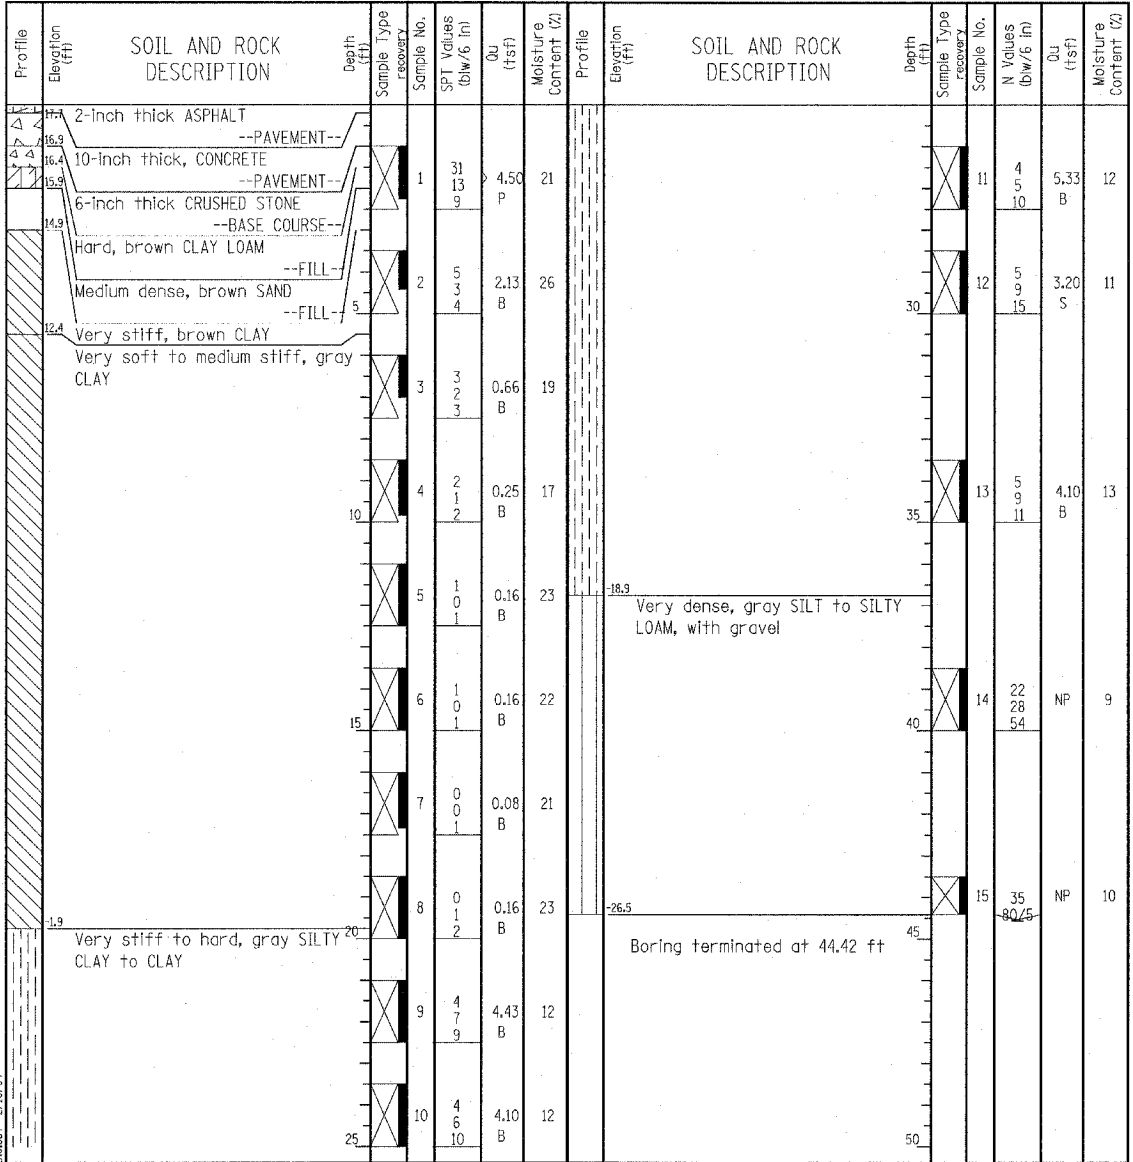 Profile
Elevation (ft)
SOIL AND ROCK DESCRIPTION
Depth (ft)
Sample Type recovery
Sample No.
SPT Values (blw/6 in)
Qu (tsf)
Moisture Content (%)
Profile
Elevation (ft)
SOIL AND ROCK DESCRIPTION
Depth (ft)
Sample Type recovery
Sample No.
N Values (blw/6 in)
Qu (tsf)
Moisture Content (%)
17.7 2-inch thick ASPHALT
--PAVEMENT--
16.9
16.4 10-inch thick, CONCRETE
--PAVEMENT--
15.9
6-inch thick CRUSHED STONE
--BASE COURSE--
14.9
Hard, brown CLAY LOAM
--FILL--
Medium dense, brown SAND
--FILL--
5
12.4 Very stiff, brown CLAY
Very soft to medium stiff, gray
CLAY
10
15
-1.9
20
Very stiff to hard, gray SILTY
CLAY to CLAY
25
1 31 13 9 > 4.50 P 21
2 5 3 4 2.13 B 26
3 3 2 3 0.66 B 19
4 2 1 2 0.25 B 17
5 1 0 1 0.16 B 23
6 1 0 1 0.16 B 22
7 0 0 1 0.08 B 21
8 0 1 2 0.16 B 23
9 4 7 9 4.43 B 12
10 4 6 10 4.10 B 12
30
35
-18.9
Very dense, gray SILT to SILTY
LOAM, with gravel
40
-26.5
45
Boring terminated at 44.42 ft
50
11 4 5 10 5.33 B 12
12 5 9 15 3.20 S 11
13 5 9 11 4.10 B 13
14 22 28 54 NP 9
15 35 80/5 NP 10